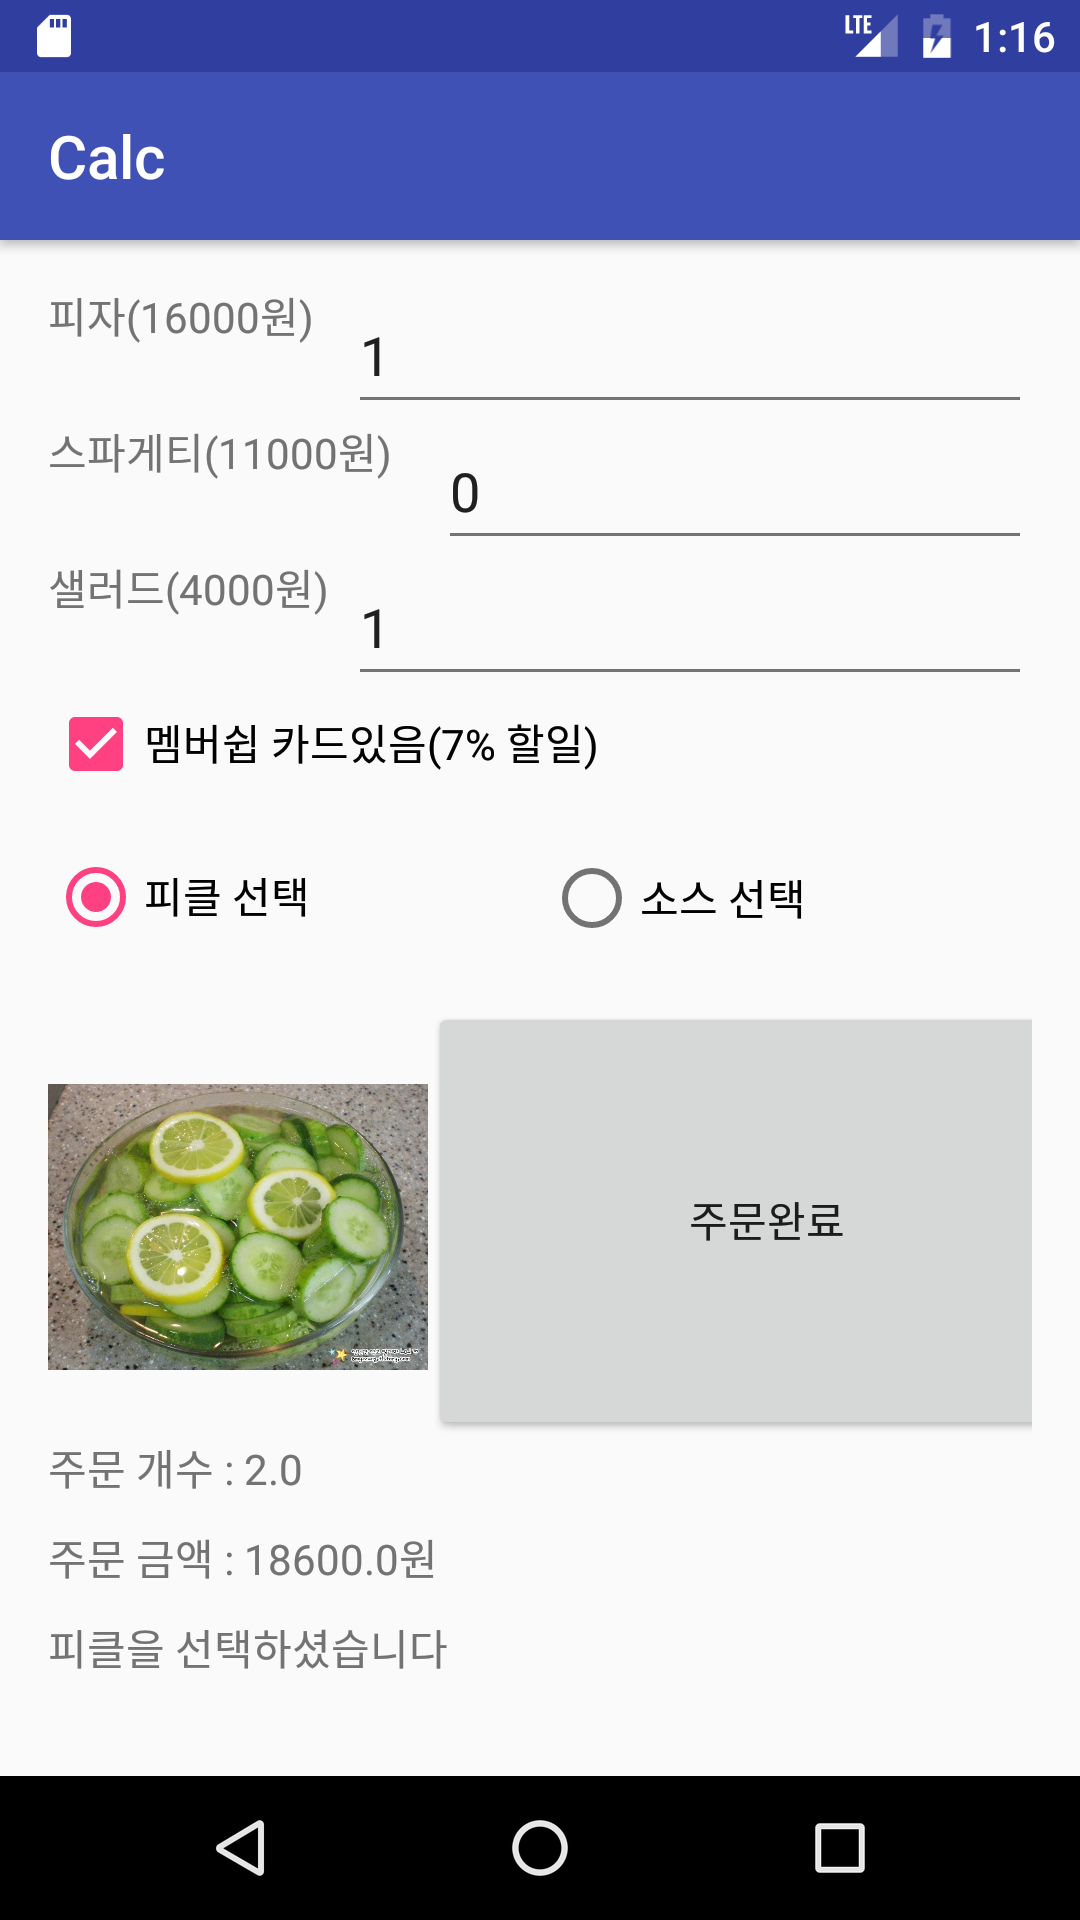 LTE 1:16
Calc
피자(16000원)
1
스파게티(11000원)
0
샐러드(4000원)
1
멤버쉽 카드있음(7% 할일)
피클 선택
소스 선택
주문완료
주문 개수 : 2.0
주문 금액 : 18600.0원
피클을 선택하셨습니다